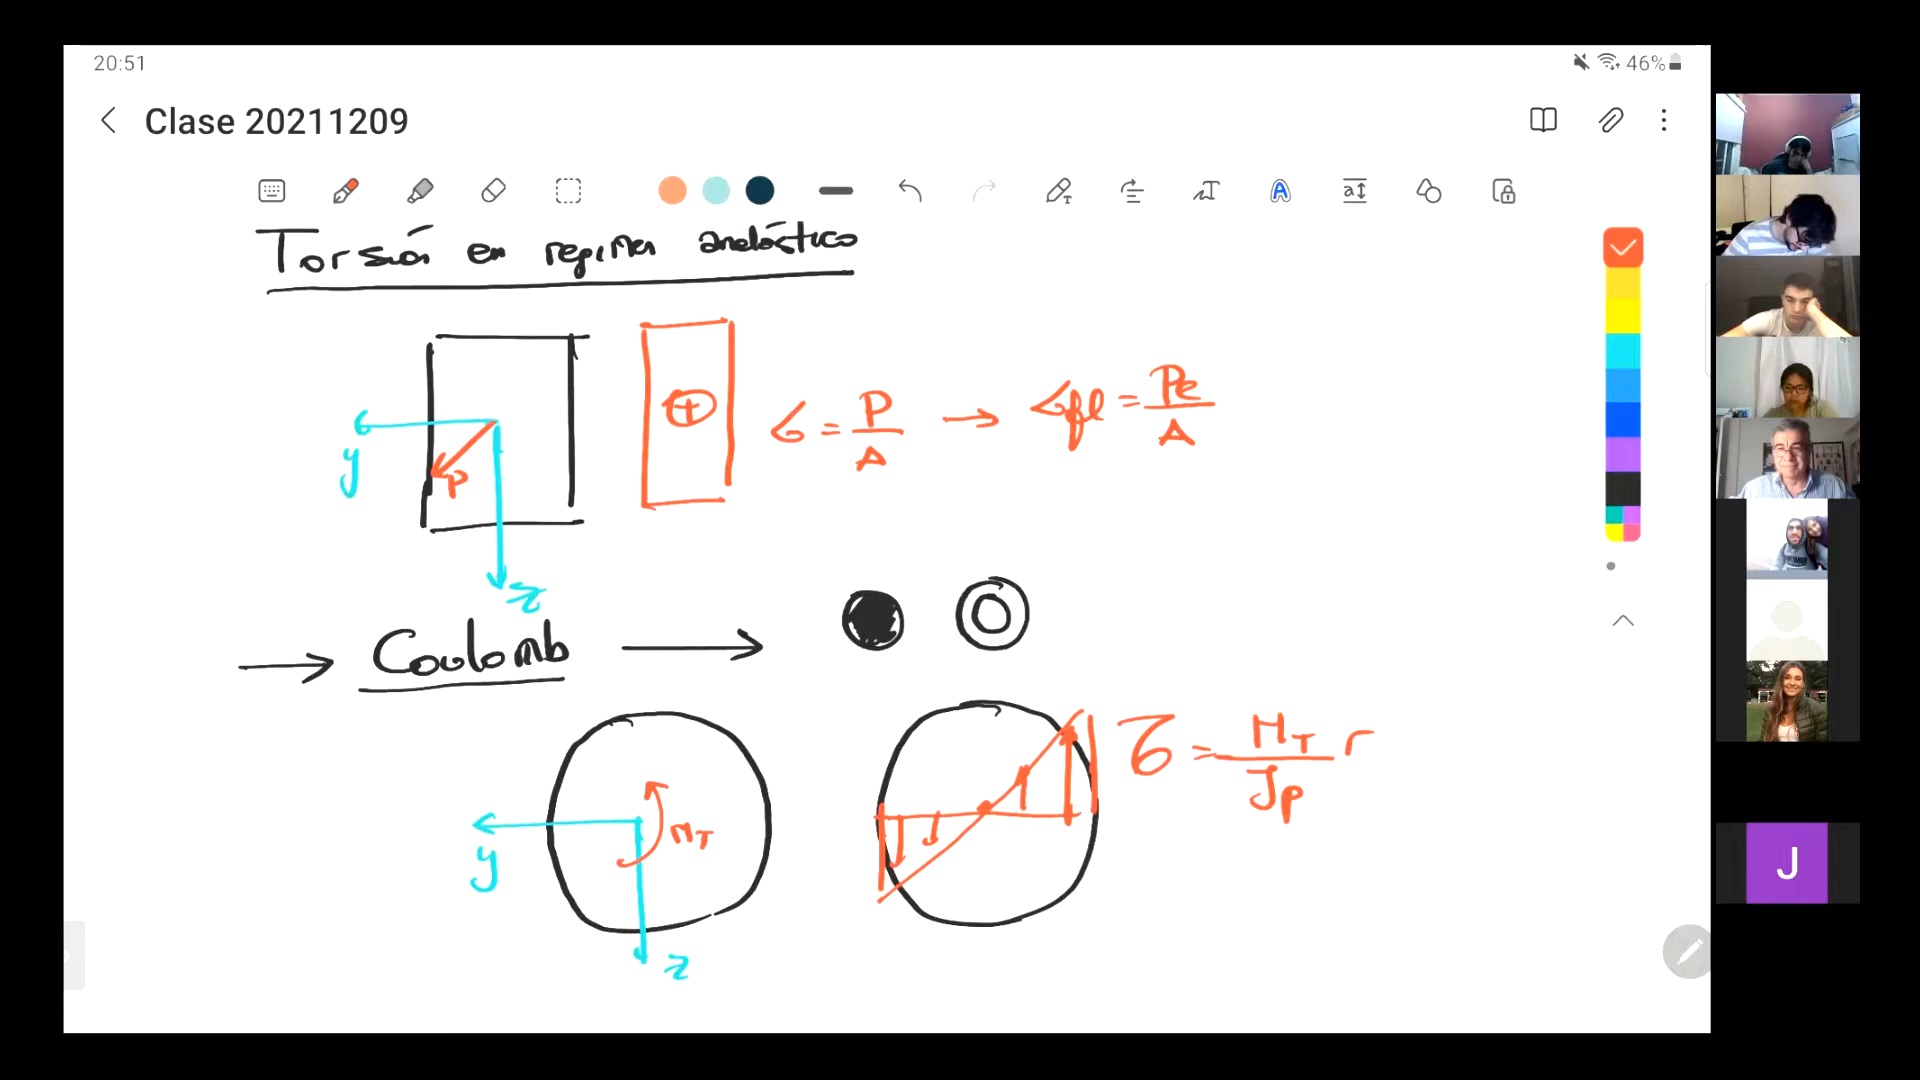 20:51
46%
Clase 20211209
Torsión en regimen anelástico
σ = P/A → σfl = Pe/A
y
P
z
→ Coulomb →
τ = MT/Jp r
MT
y
z
J